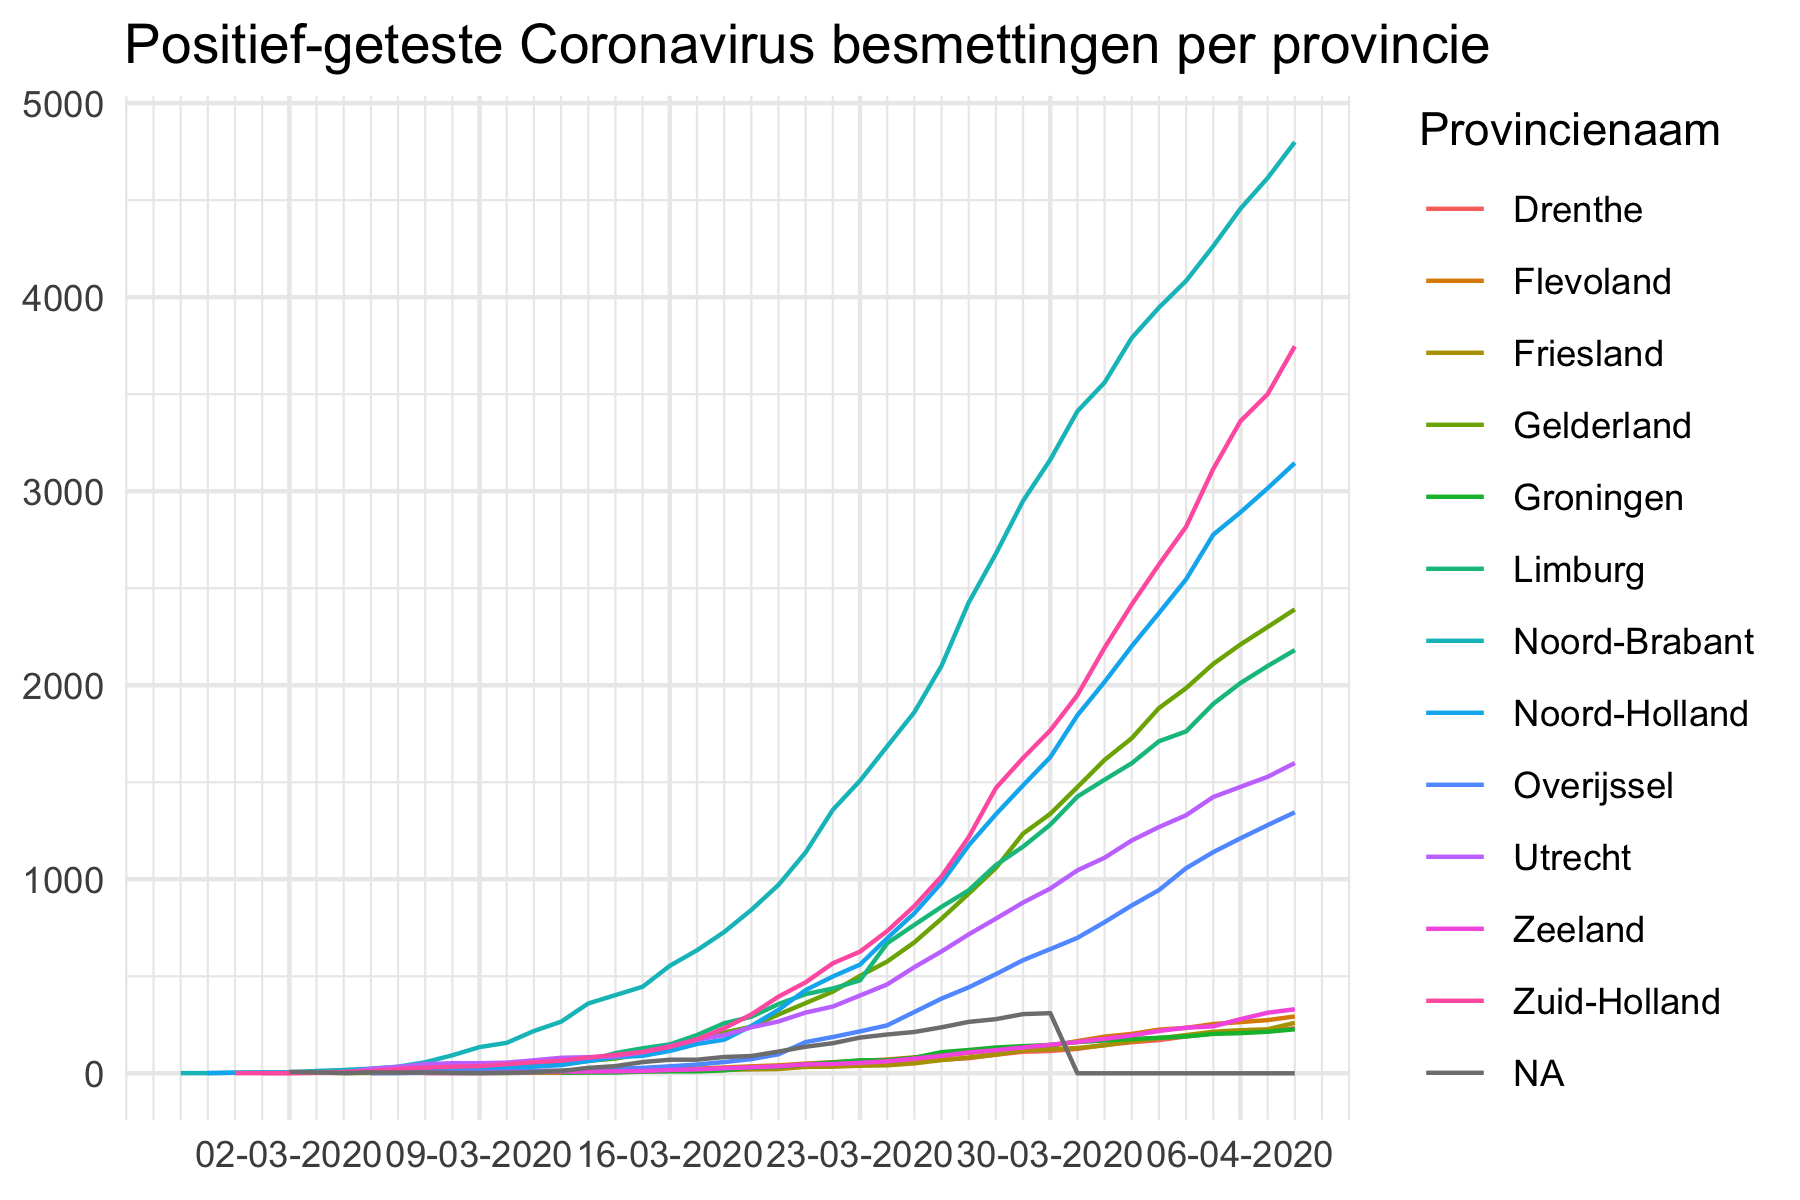 Positief-geteste Coronavirus besmettingen per provincie
5000
4000
3000
2000
1000
0
02-03-2020 09-03-2020 16-03-2020 23-03-2020 30-03-2020 06-04-2020
Provincienaam
Drenthe
Flevoland
Friesland
Gelderland
Groningen
Limburg
Noord-Brabant
Noord-Holland
Overijssel
Utrecht
Zeeland
Zuid-Holland
NA